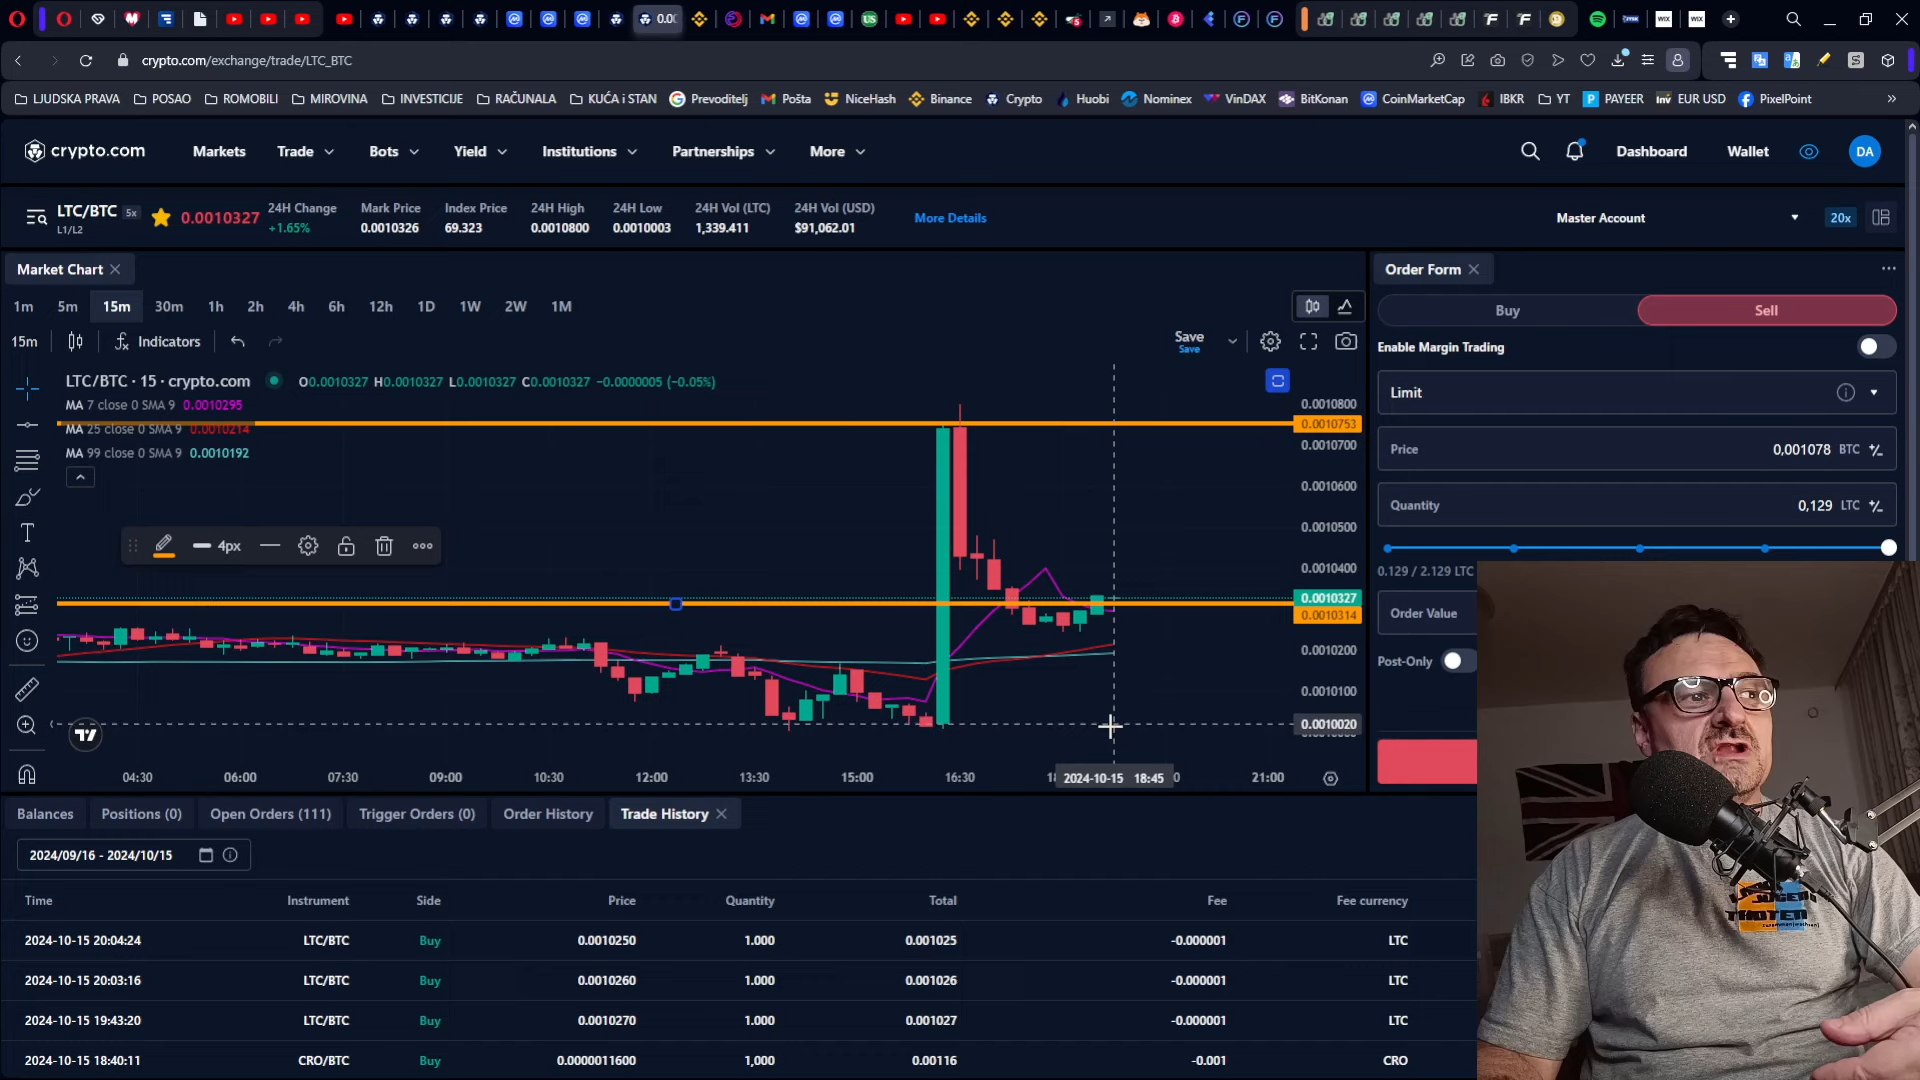 crypto.com/exchange/trade/LTC_BTC
LJUDSKA PRAVA POSAO ROMOBILI MIROVINA INVESTICIJE RAČUNALA KUĆA i STAN Prevoditelj Pošta NiceHash Binance Crypto Huobi Nominex VinDAX BitKonan CoinMarketCap IBKR YT PAYEER EUR USD PixelPoint
crypto.com Markets Trade Bots Yield Institutions Partnerships More Dashboard Wallet DA
LTC/BTC 5x 0.0010327 24H Change Mark Price Index Price 24H High 24H Low 24H Vol (LTC) 24H Vol (USD) More Details Master Account 20x
L1/L2 +1.65% 0.0010326 69.323 0.0010800 0.0010003 1,339.411 $91,062.01
Market Chart Order Form
1m 5m 15m 30m 1h 2h 4h 6h 12h 1D 1W 2W 1M Buy Sell
15m Indicators Save
Save
Enable Margin Trading
LTC/BTC · 15 · crypto.com O0.0010327 H0.0010327 L0.0010327 C0.0010327 −0.0000005 (−0.05%)
MA 7 close 0 SMA 9 0.0010295
MA 25 close 0 SMA 9 0.0010214
MA 99 close 0 SMA 9 0.0010192
Limit
Price 0,001078 BTC
Quantity 0,129 LTC
0.129 / 2.129 LTC
Order Value
Post-Only
4px
0.0010800
0.0010753
0.0010700
0.0010600
0.0010500
0.0010400
0.0010327
0.0010314
0.0010200
0.0010100
0.0010020
04:30 06:00 07:30 09:00 10:30 12:00 13:30 15:00 16:30 2024-10-15 18:45 21:00
Balances Positions (0) Open Orders (111) Trigger Orders (0) Order History Trade History
2024/09/16 - 2024/10/15
Time Instrument Side Price Quantity Total Fee Fee currency
2024-10-15 20:04:24 LTC/BTC Buy 0.0010250 1.000 0.001025 -0.000001 LTC
2024-10-15 20:03:16 LTC/BTC Buy 0.0010260 1.000 0.001026 -0.000001 LTC
2024-10-15 19:43:20 LTC/BTC Buy 0.0010270 1.000 0.001027 -0.000001 LTC
2024-10-15 18:40:11 CRO/BTC Buy 0.0000011600 1,000 0.00116 -0.001 CRO